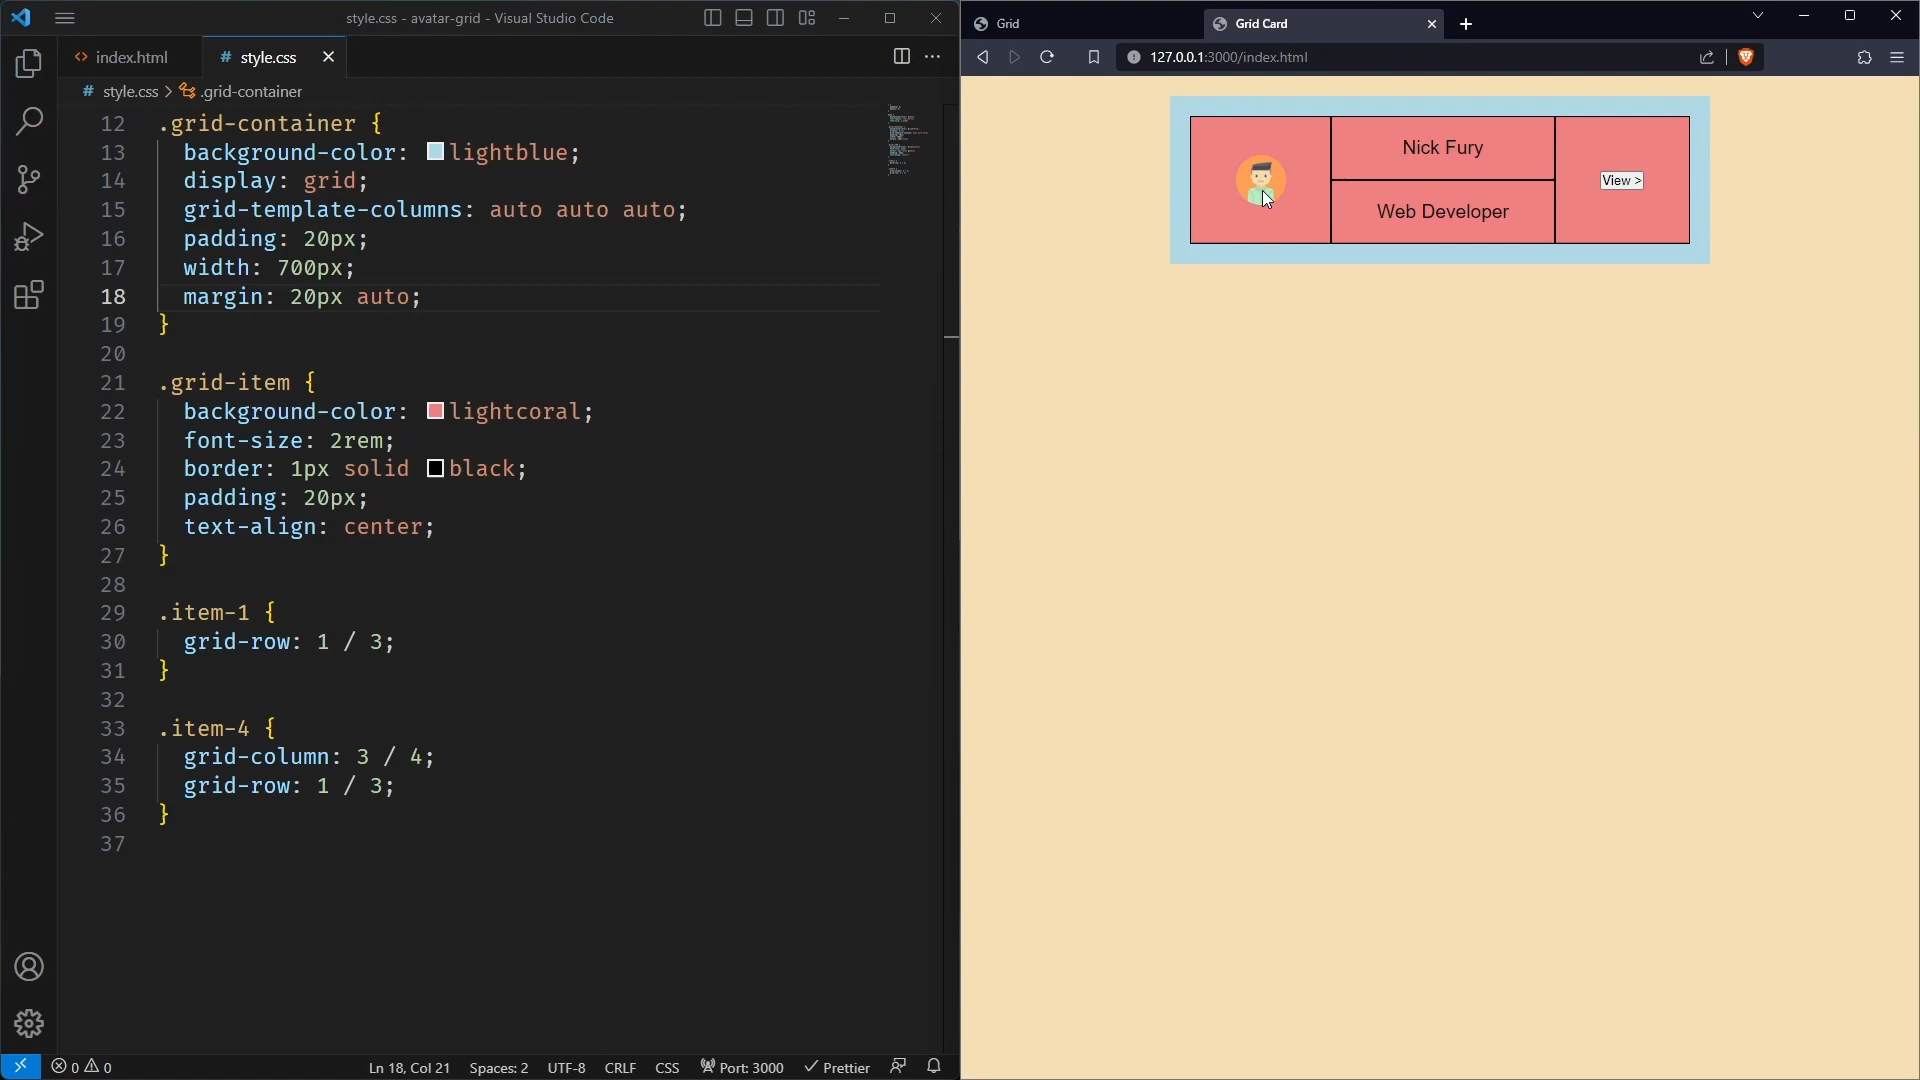 style.css - avatar-grid - Visual Studio Code
index.html
# style.css
# style.css > .grid-container
12 .grid-container {
13 background-color: lightblue;
14 display: grid;
15 grid-template-columns: auto auto auto;
16 padding: 20px;
17 width: 700px;
18 margin: 20px auto;
19 }
20
21 .grid-item {
22 background-color: lightcoral;
23 font-size: 2rem;
24 border: 1px solid black;
25 padding: 20px;
26 text-align: center;
27 }
28
29 .item-1 {
30 grid-row: 1 / 3;
31 }
32
33 .item-4 {
34 grid-column: 3 / 4;
35 grid-row: 1 / 3;
36 }
37
0 0 Ln 18, Col 21 Spaces: 2 UTF-8 CRLF CSS Port: 3000 Prettier
Grid
Grid Card
127.0.0.1:3000/index.html
Nick Fury
View >
Web Developer